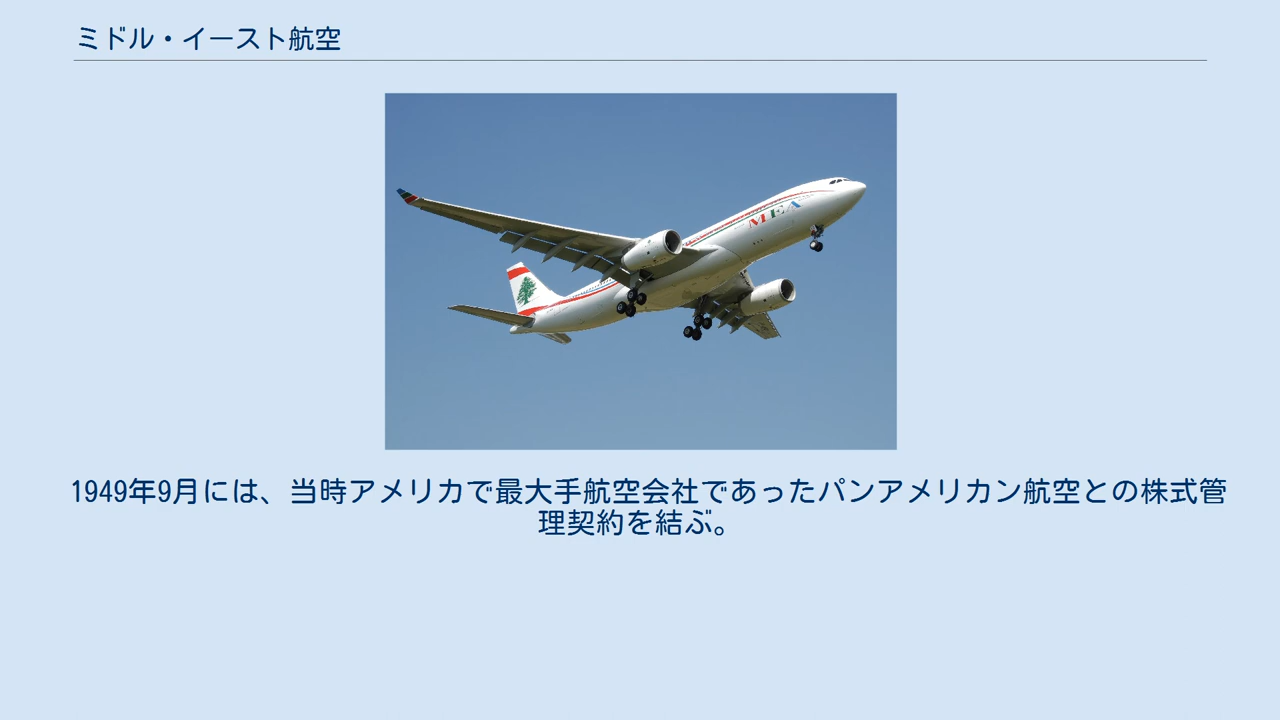 ミドル・イースト航空
MEA
1949年9月には、当時アメリカで最大手航空会社であったパンアメリカン航空との株式管
理契約を結ぶ。